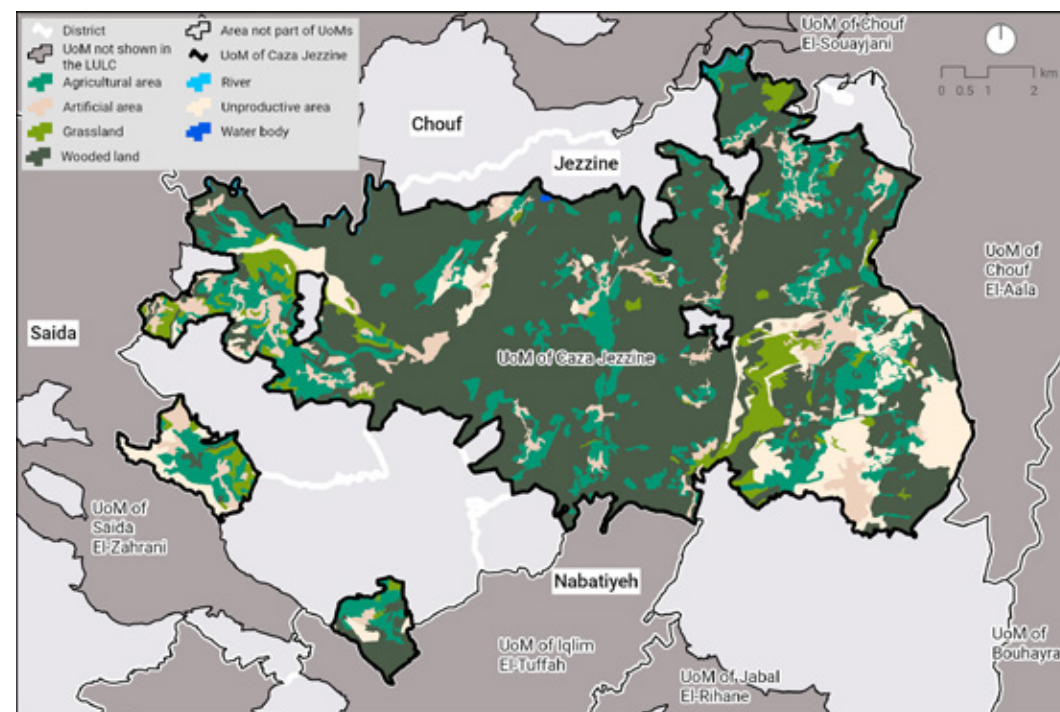 District
UoM not shown in
the LULC
Agricultural area
Artificial area
Grassland
Wooded land
Area not part of UoMs
UoM of Caza Jezzine
River
Unproductive area
Water body
UoM of Chouf
El-Souayjani
km
0 0.5 1 2
Chouf
Jezzine
UoM of
Chouf
El-Aala
Saida
UoM of Caza Jezzine
UoM of
Saida
El-Zahrani
Nabatiyeh
UoM of Iqlim
El-Tuffah
UoM of Jabal
El-Rihane
UoM of
Bouhayra